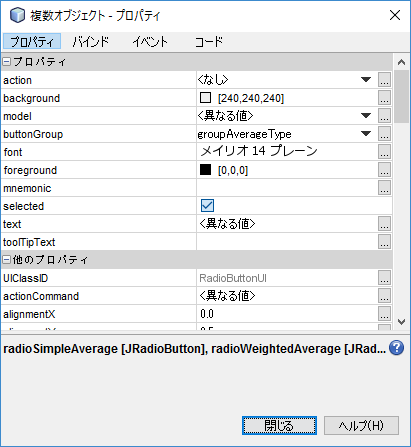 複数オブジェクト - プロパティ
プロパティ バインド イベント コード
プロパティ
action <なし> ...
background [240,240,240] ...
model <異なる値> ...
buttonGroup groupAverageType ...
font メイリオ 14 プレーン ...
foreground [0,0,0] ...
mnemonic ...
selected ...
text <異なる値> ...
toolTipText ...
他のプロパティ
UIClassID RadioButtonUI
actionCommand <異なる値> ...
alignmentX 0.0 ...
alignmentY 0.5 ...
radioSimpleAverage [JRadioButton], radioWeightedAverage [JRad... ?
閉じる ヘルプ(H)